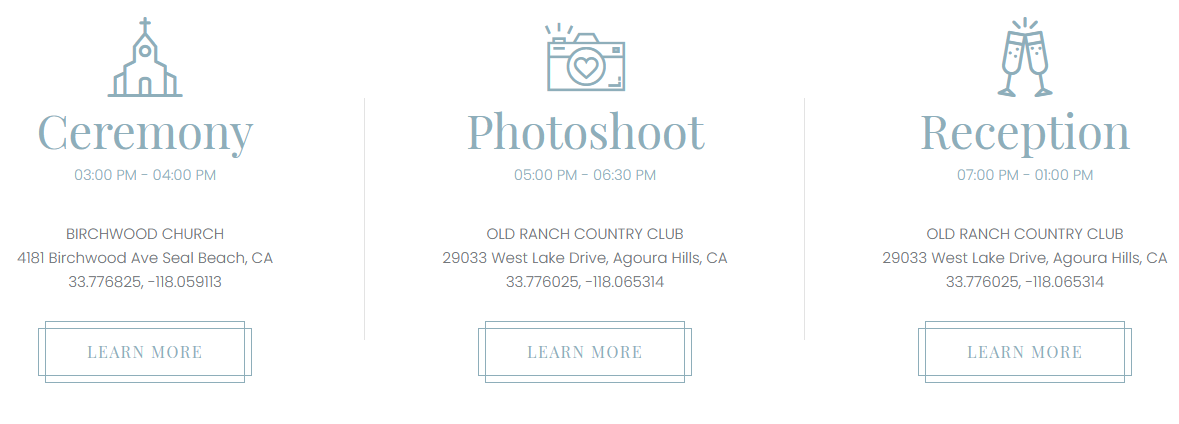 Ceremony
03:00 PM - 04:00 PM
BIRCHWOOD CHURCH
4181 Birchwood Ave Seal Beach, CA
33.776825, -118.059113
LEARN MORE
Photoshoot
05:00 PM - 06:30 PM
OLD RANCH COUNTRY CLUB
29033 West Lake Drive, Agoura Hills, CA
33.776025, -118.065314
LEARN MORE
Reception
07:00 PM - 01:00 PM
OLD RANCH COUNTRY CLUB
29033 West Lake Drive, Agoura Hills, CA
33.776025, -118.065314
LEARN MORE